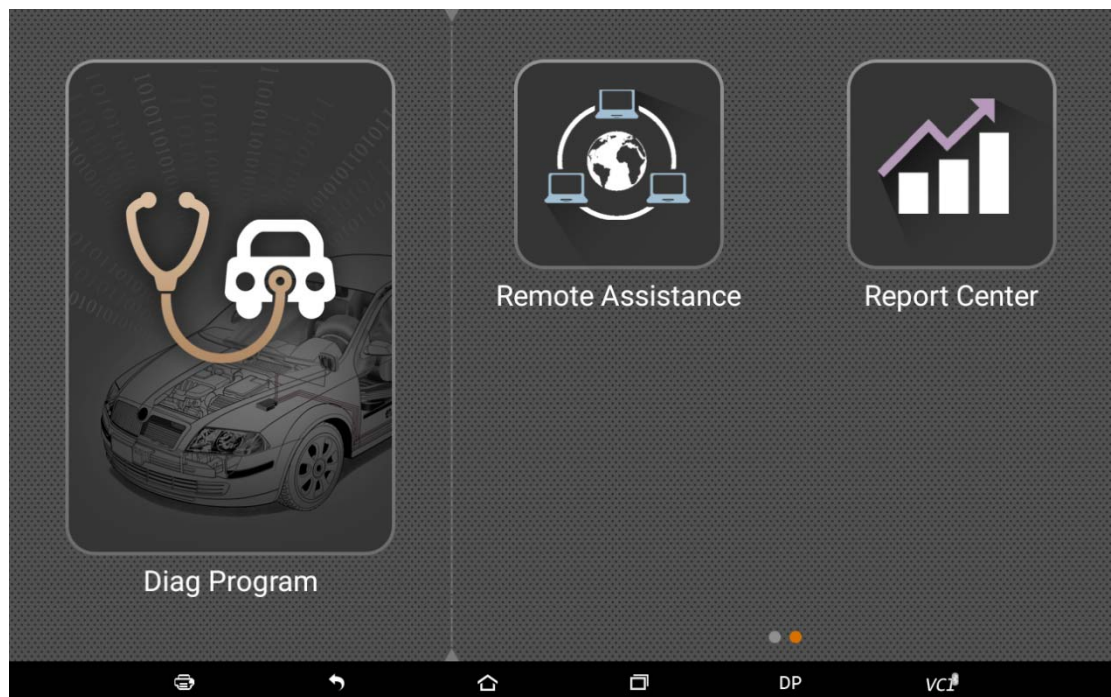 Diag Program
Remote Assistance
Report Center
DP
VCI